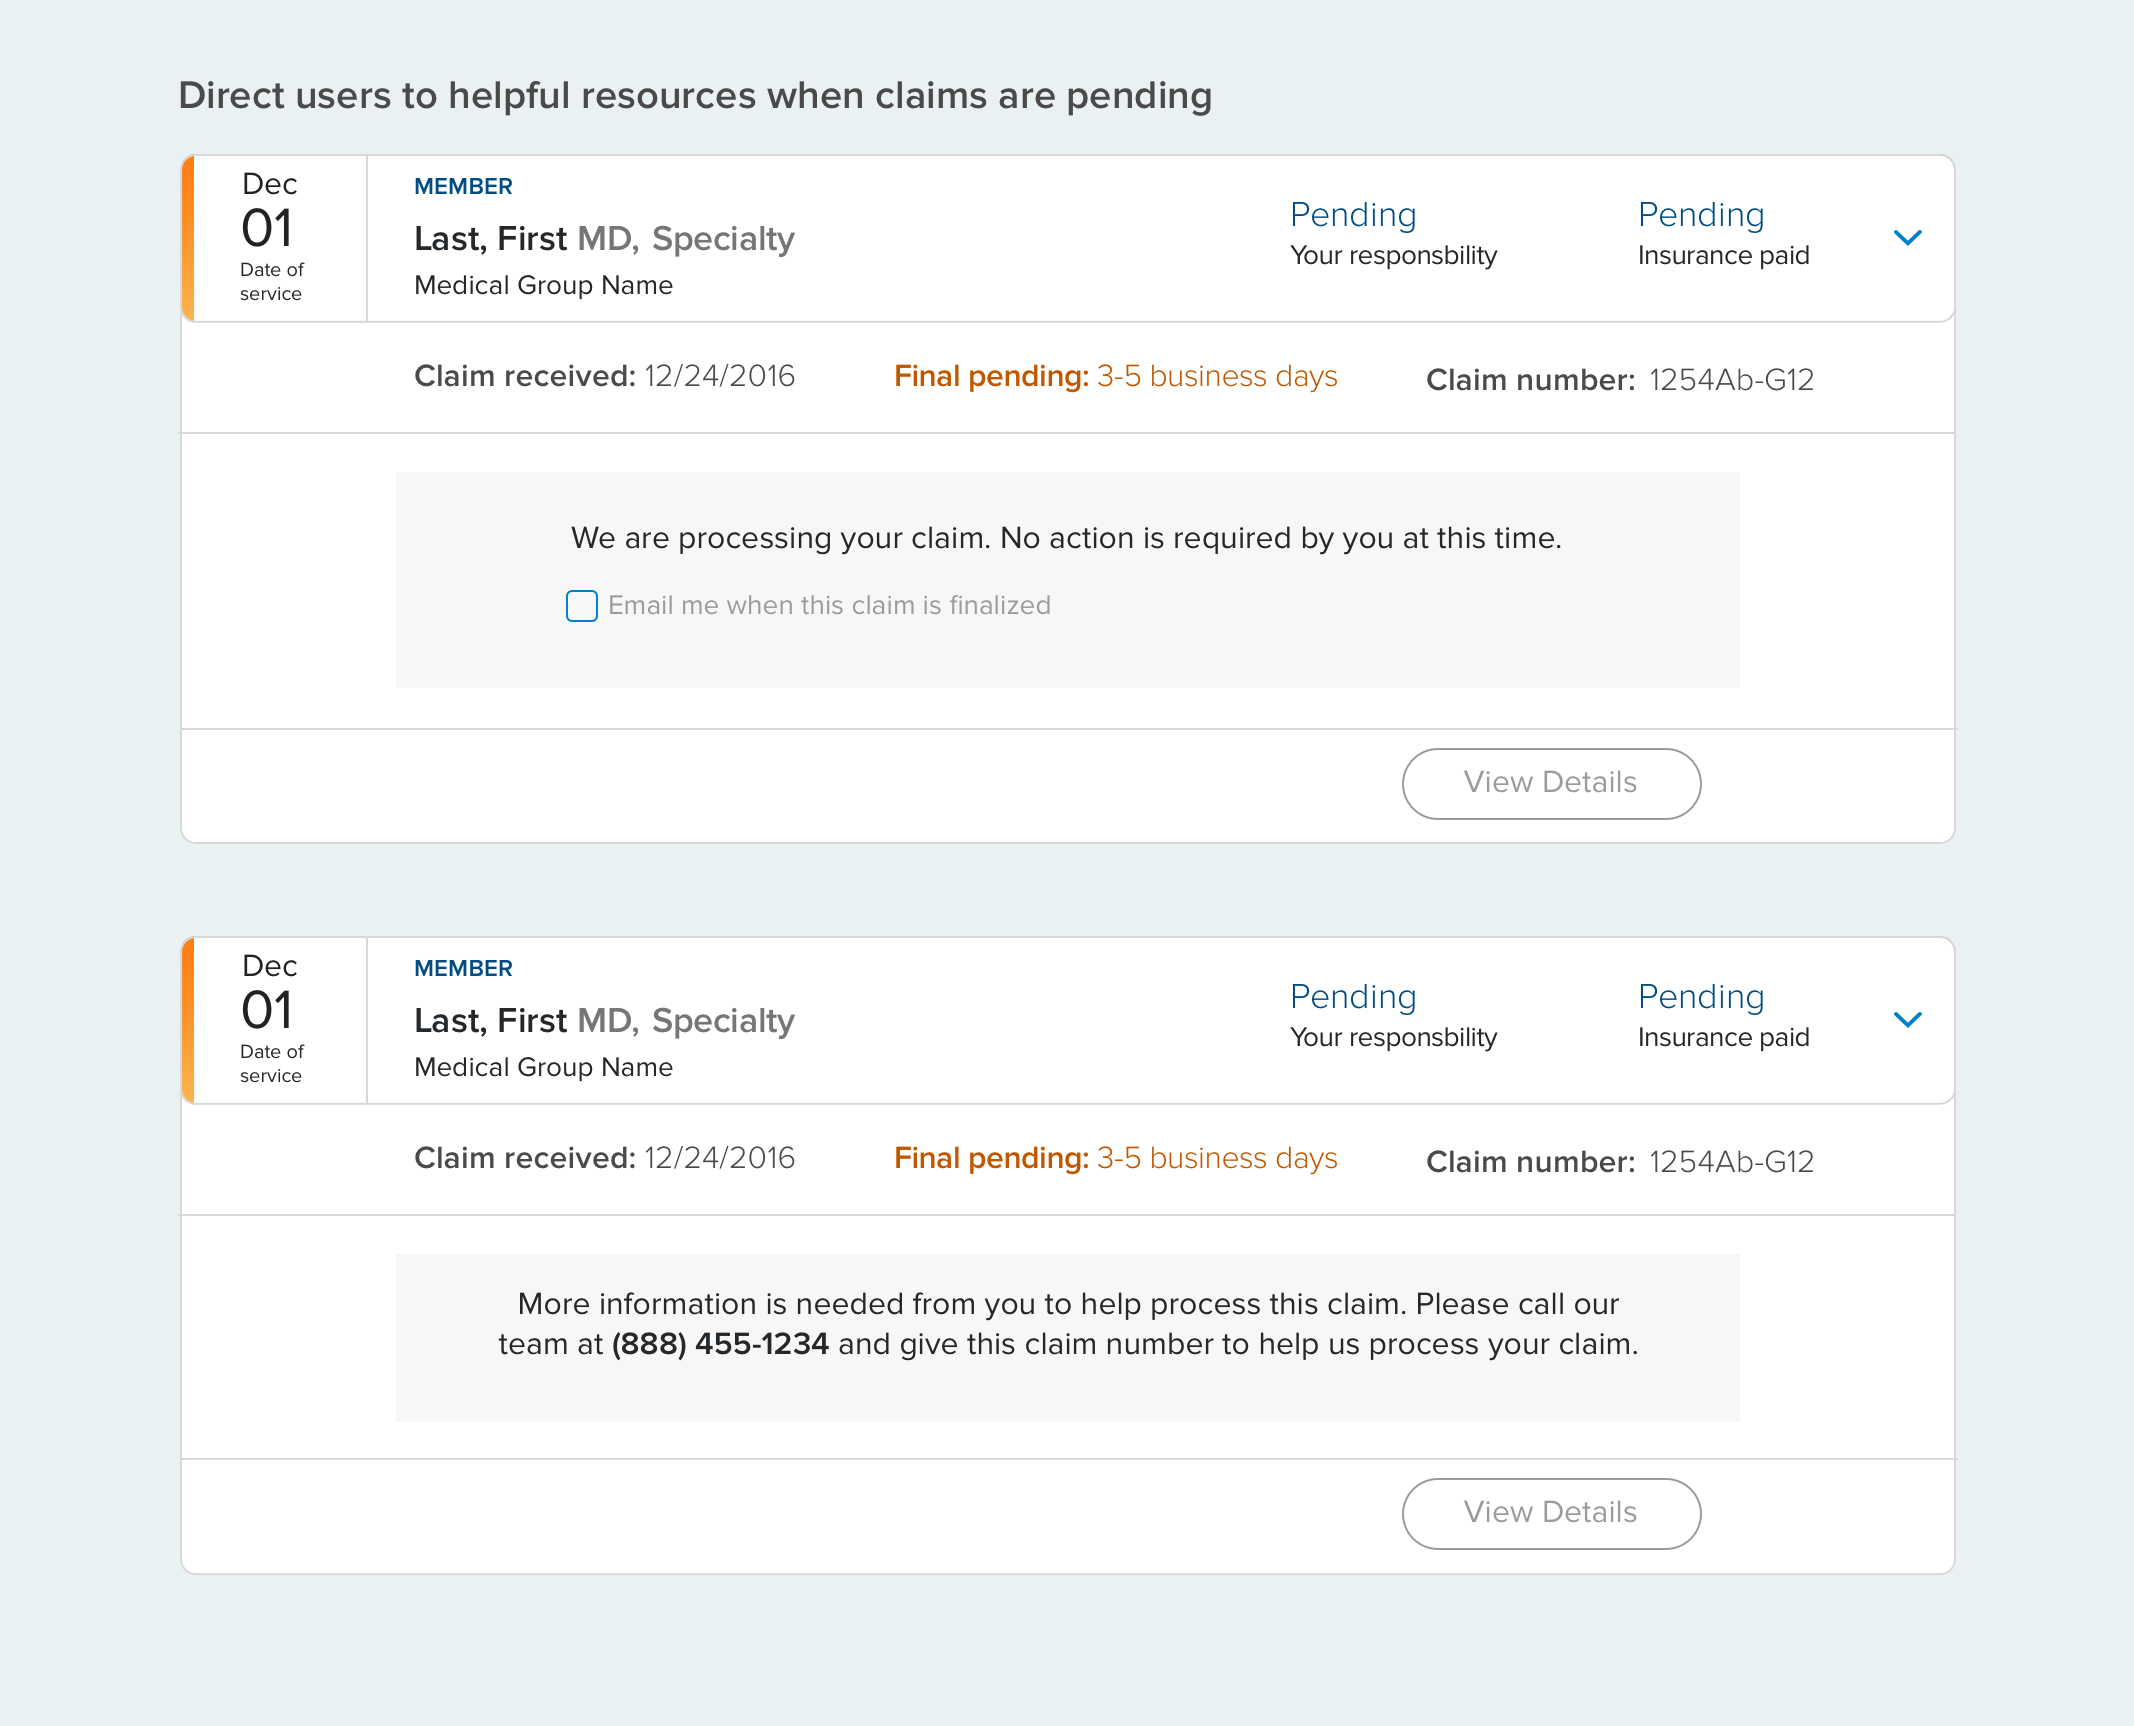 Direct users to helpful resources when claims are pending
Dec
01
Date of
service
MEMBER
Last, First MD, Specialty
Medical Group Name
Pending
Your responsbility
Pending
Insurance paid
Claim received: 12/24/2016
Final pending: 3-5 business days
Claim number: 1254Ab-G12
We are processing your claim. No action is required by you at this time.
Email me when this claim is finalized
View Details
Dec
01
Date of
service
MEMBER
Last, First MD, Specialty
Medical Group Name
Pending
Your responsbility
Pending
Insurance paid
Claim received: 12/24/2016
Final pending: 3-5 business days
Claim number: 1254Ab-G12
More information is needed from you to help process this claim. Please call our
team at (888) 455-1234 and give this claim number to help us process your claim.
View Details